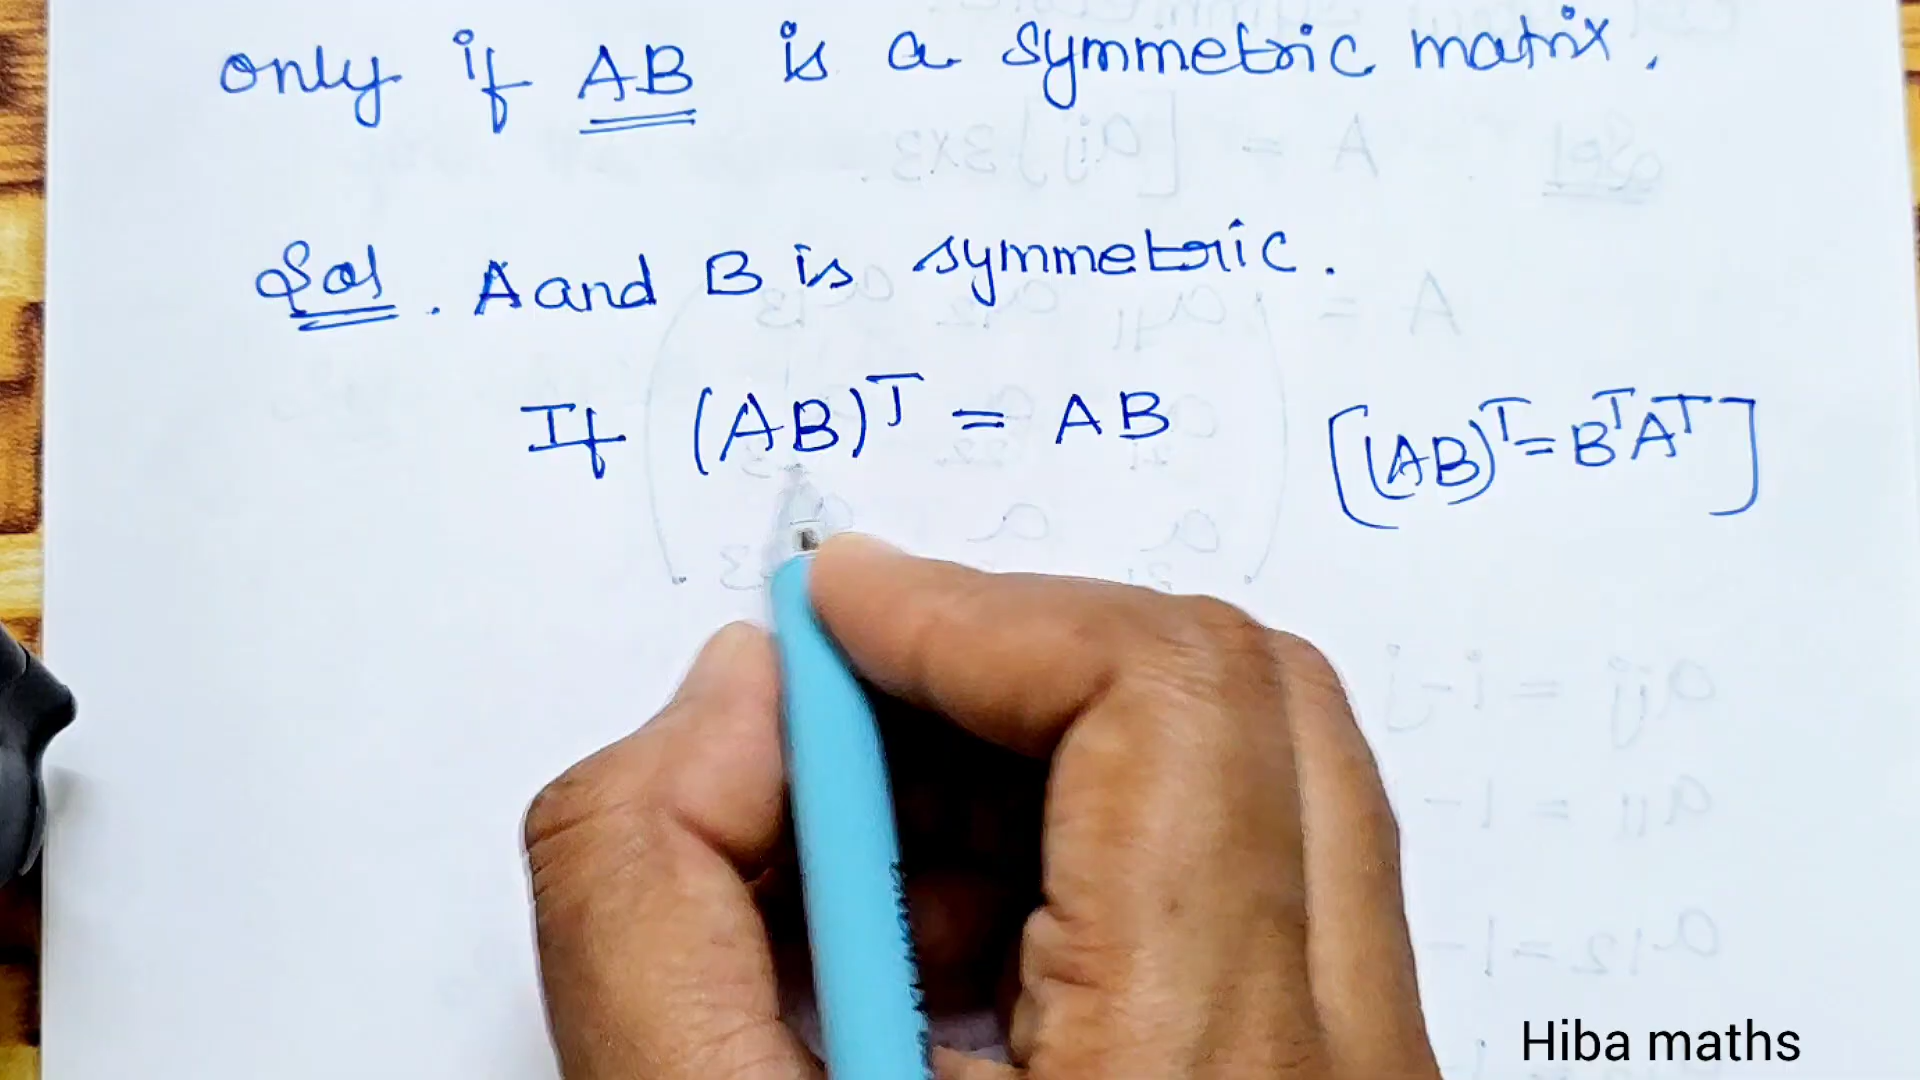 only if AB is a symmetric matrix.
Sol. A and B is symmetric.
If (AB)ᵀ = AB [(AB)ᵀ = BᵀAᵀ]
Hiba maths